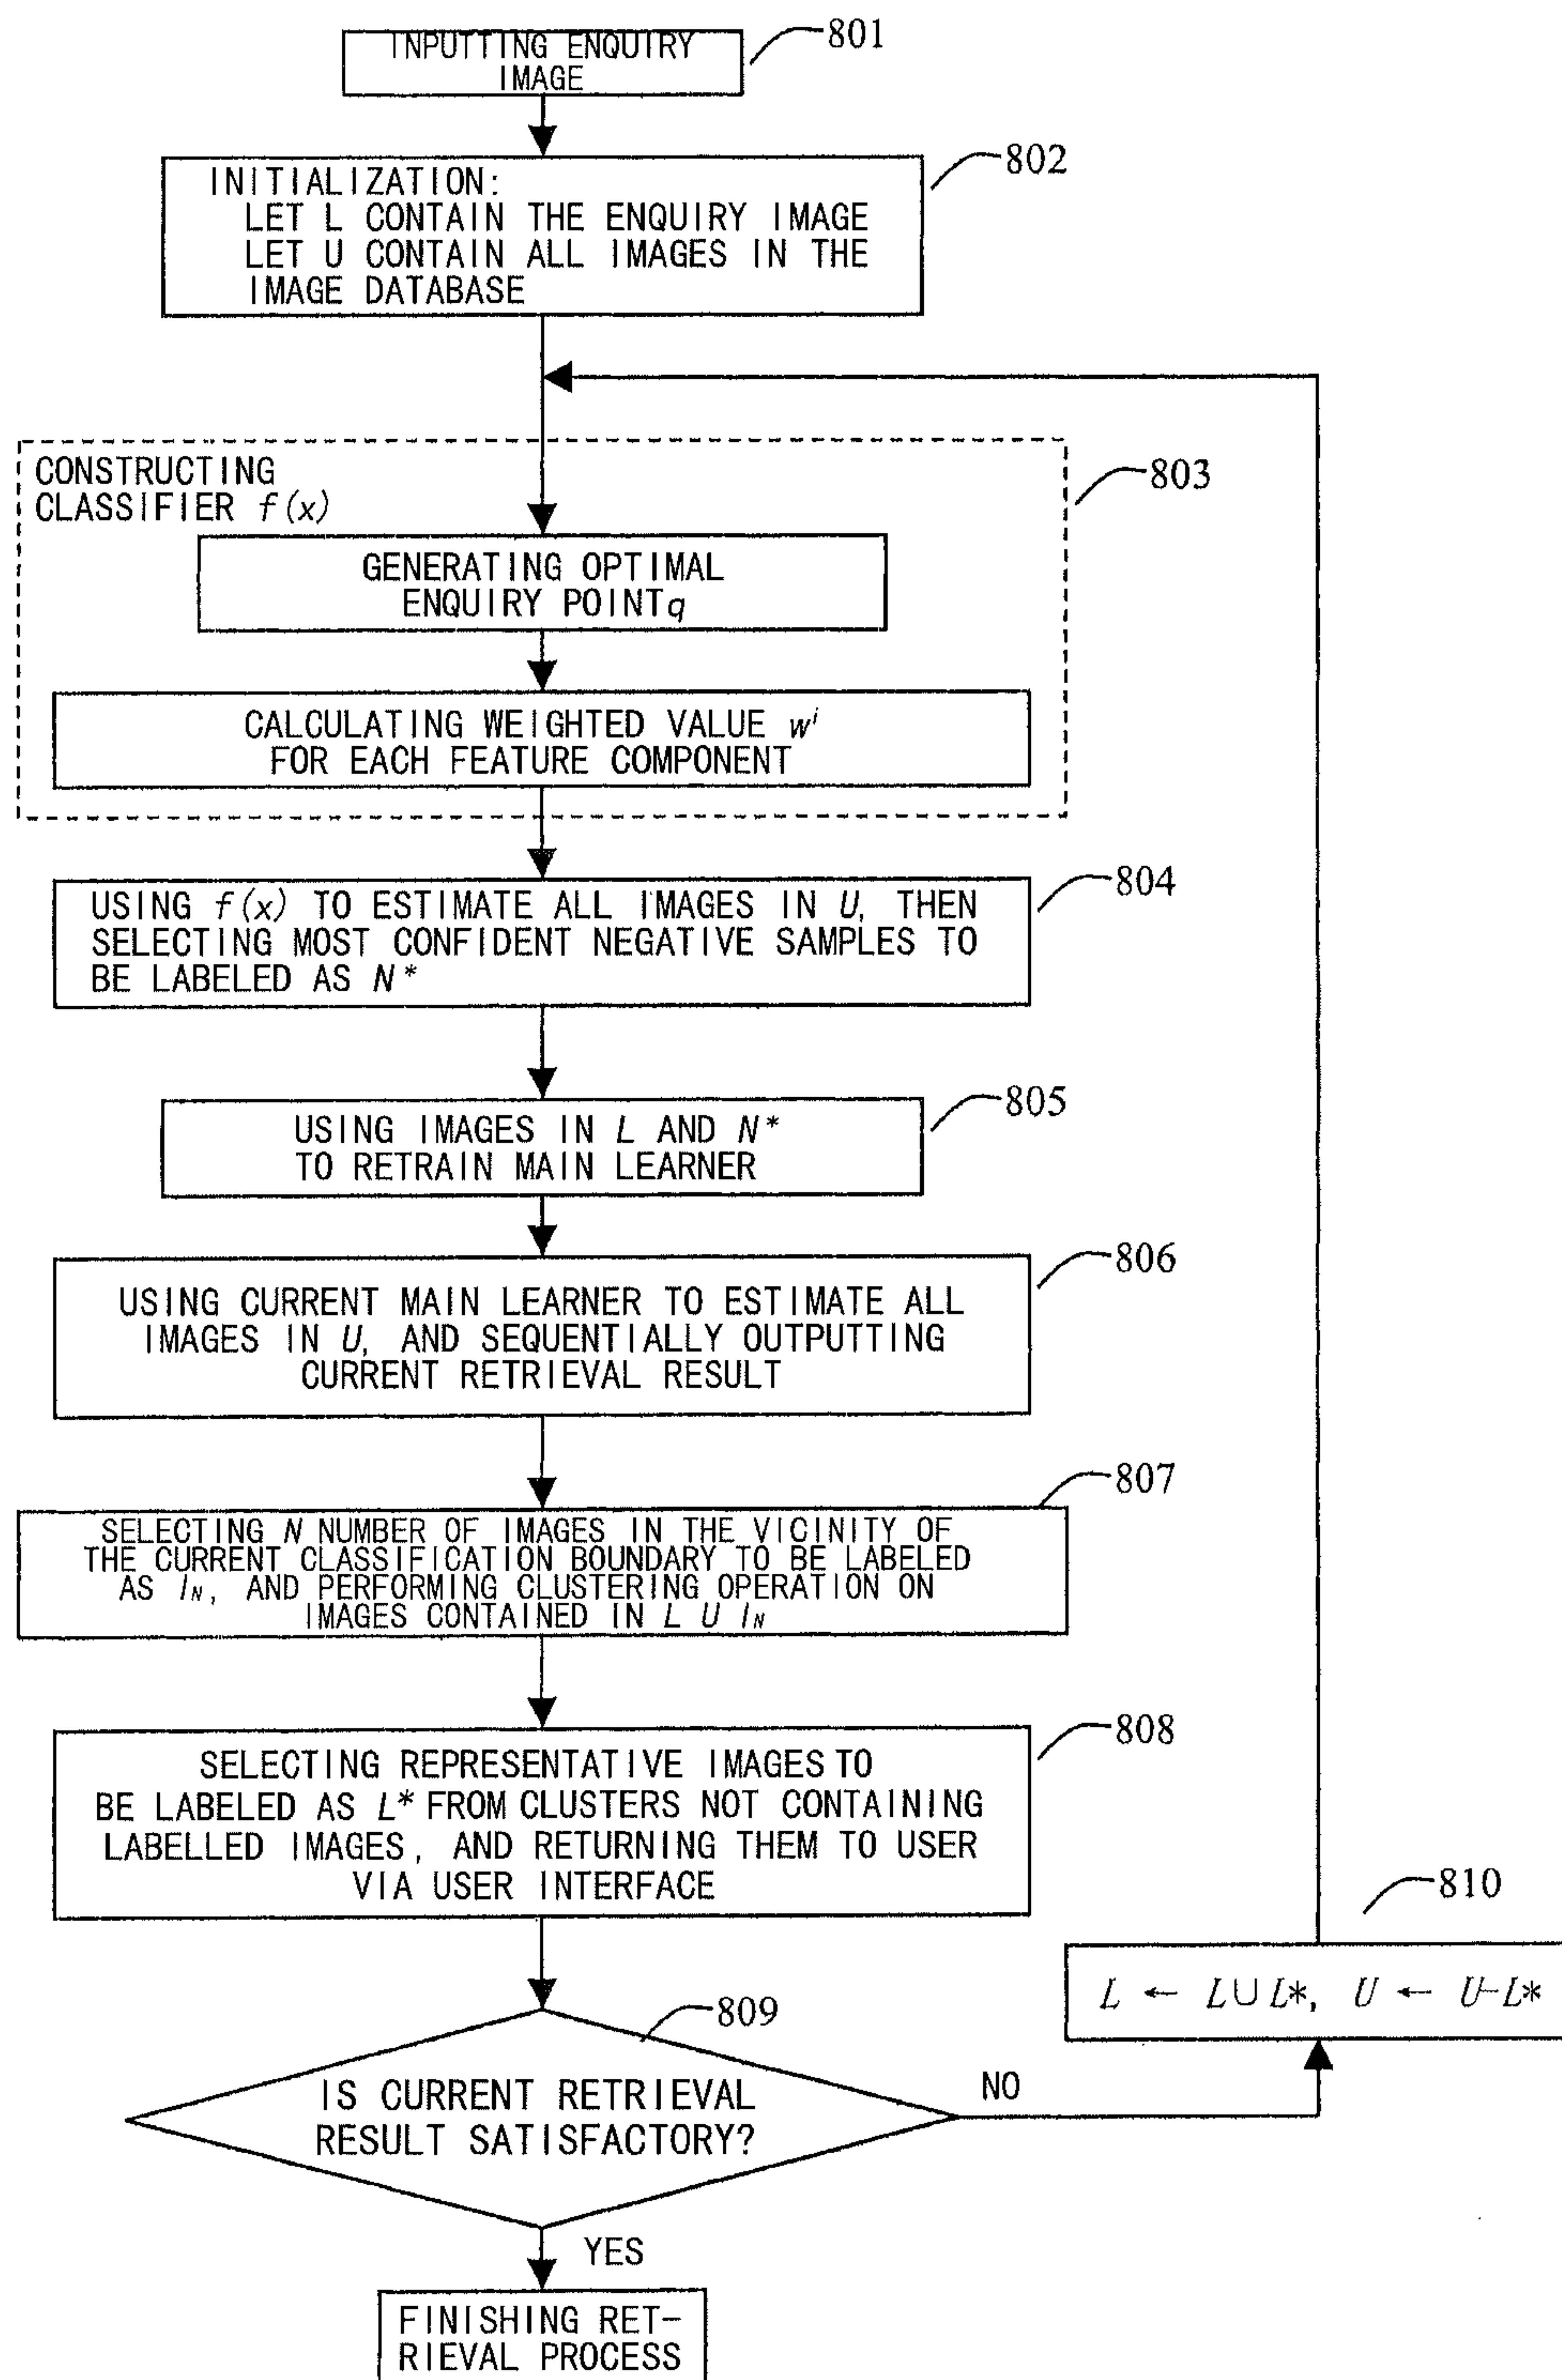 INPUTTING ENQUIRY
IMAGE
801
INITIALIZATION:
LET L CONTAIN THE ENQUIRY IMAGE
LET U CONTAIN ALL IMAGES IN THE
IMAGE DATABASE
802
CONSTRUCTING
CLASSIFIER f(x)
803
GENERATING OPTIMAL
ENQUIRY POINT q
CALCULATING WEIGHTED VALUE wⁱ
FOR EACH FEATURE COMPONENT
USING f(x) TO ESTIMATE ALL IMAGES IN U, THEN
SELECTING MOST CONFIDENT NEGATIVE SAMPLES TO
BE LABELED AS N*
804
USING IMAGES IN L AND N*
TO RETRAIN MAIN LEARNER
805
USING CURRENT MAIN LEARNER TO ESTIMATE ALL
IMAGES IN U, AND SEQUENTIALLY OUTPUTTING
CURRENT RETRIEVAL RESULT
806
SELECTING N NUMBER OF IMAGES IN THE VICINITY OF
THE CURRENT CLASSIFICATION BOUNDARY TO BE LABELED
AS I_N, AND PERFORMING CLUSTERING OPERATION ON
IMAGES CONTAINED IN L U I_N
807
SELECTING REPRESENTATIVE IMAGES TO
BE LABELED AS L* FROM CLUSTERS NOT CONTAINING
LABELLED IMAGES, AND RETURNING THEM TO USER
VIA USER INTERFACE
808
810
L ← L∪L*, U ← U-L*
809
IS CURRENT RETRIEVAL
RESULT SATISFACTORY?
NO
YES
FINISHING RET-
RIEVAL PROCESS